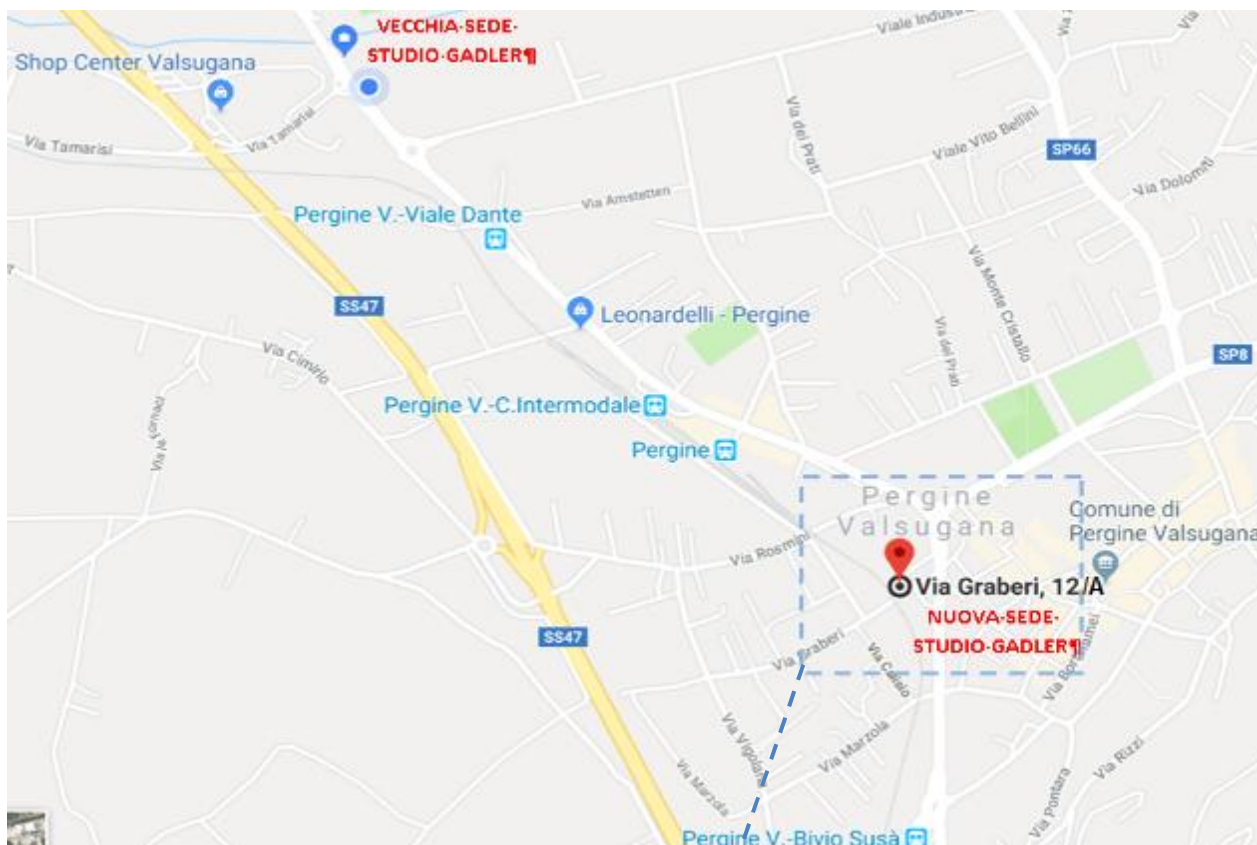 VECCHIA·SEDE·
STUDIO·GADLER¶
Viale Indust
Shop Center Valsugana
Via Tamarisi
Via Tamarisi
Via dei Prati
Viale Vito Bellini
SP66
Via Dolomiti
Via Amstetten
Pergine V.-Viale Dante
Via Monte Cristallo
SS47
Leonardelli - Pergine
Via Cimirlo
Via dei Prati
SP8
Pergine V.-C.Intermodale
Via le Fornaci
Pergine
Pergine
Valsugana
Comune di
Pergine Valsugana
Via Rosmini
Via Graberi, 12/A
NUOVA·SEDE·
STUDIO·GADLER¶
SS47
Via Graberi
Via Canaio
Via Marzola
Via Vigolana
Via Marzola
Via Rizzi
Via Pontara
Pergine V.-Bivio Susà